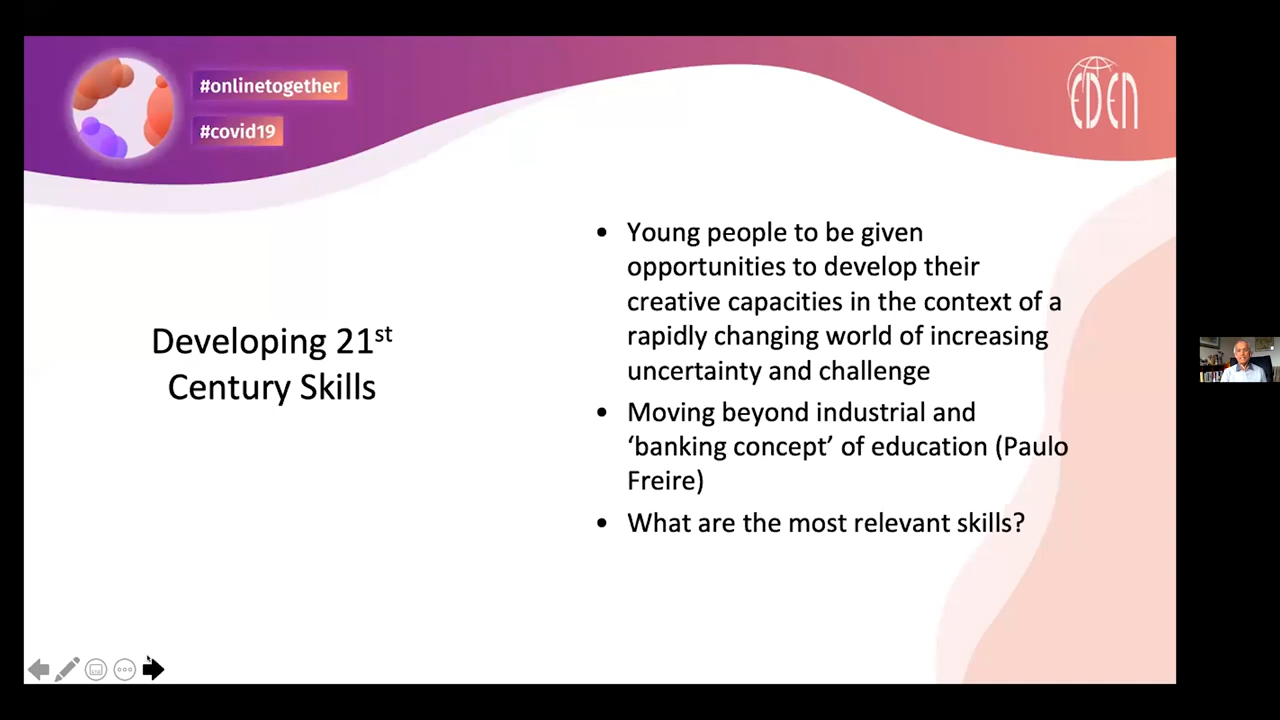 #onlinetogether
#covid19
EDEN
Developing 21st
Century Skills
• Young people to be given
opportunities to develop their
creative capacities in the context of a
rapidly changing world of increasing
uncertainty and challenge
• Moving beyond industrial and
‘banking concept’ of education (Paulo
Freire)
• What are the most relevant skills?